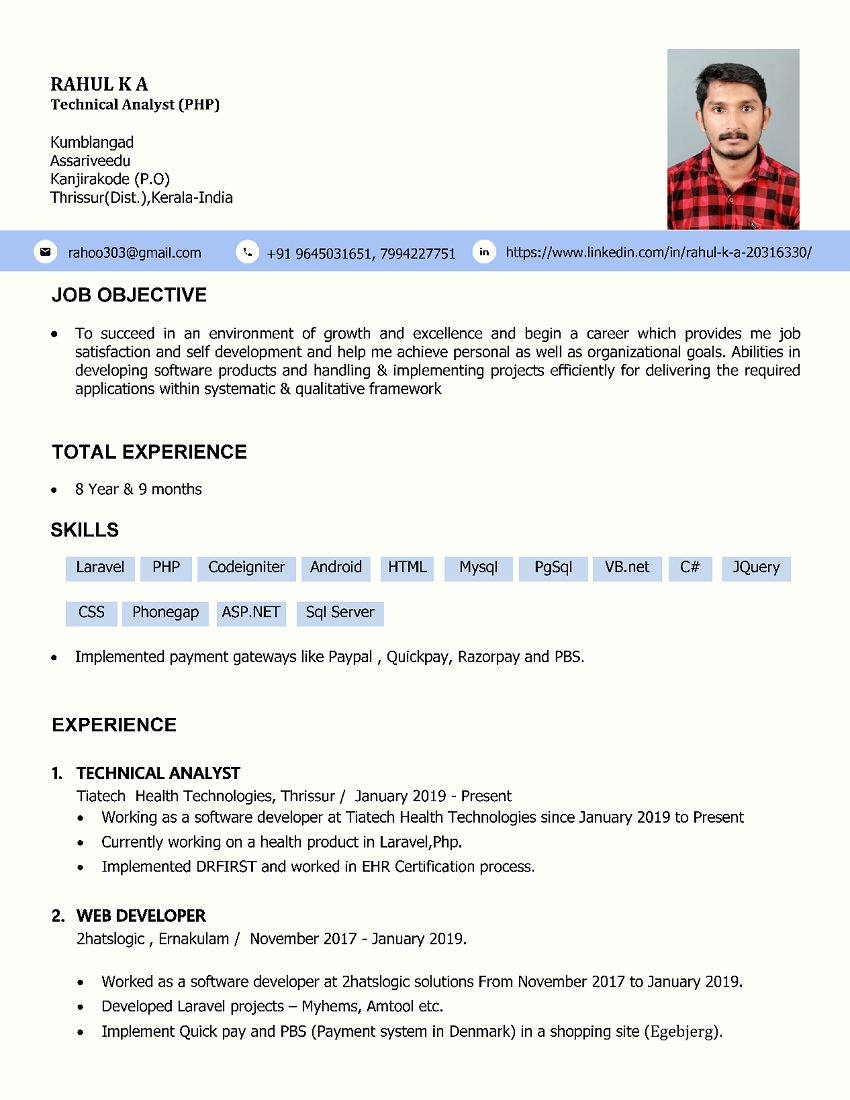 RAHUL K A
Technical Analyst (PHP)
Kumblangad
Assariveedu
Kanjirakode (P.O)
Thrissur(Dist.),Kerala-India
rahoo303@gmail.com +91 9645031651, 7994227751 in https://www.linkedin.com/in/rahul-k-a-20316330/
JOB OBJECTIVE
• To succeed in an environment of growth and excellence and begin a career which provides me job
satisfaction and self development and help me achieve personal as well as organizational goals. Abilities in
developing software products and handling & implementing projects efficiently for delivering the required
applications within systematic & qualitative framework
TOTAL EXPERIENCE
• 8 Year & 9 months
SKILLS
Laravel PHP Codeigniter Android HTML Mysql PgSql VB.net C# JQuery
CSS Phonegap ASP.NET Sql Server
• Implemented payment gateways like Paypal , Quickpay, Razorpay and PBS.
EXPERIENCE
1. TECHNICAL ANALYST
Tiatech Health Technologies, Thrissur / January 2019 - Present
• Working as a software developer at Tiatech Health Technologies since January 2019 to Present
• Currently working on a health product in Laravel,Php.
• Implemented DRFIRST and worked in EHR Certification process.
2. WEB DEVELOPER
2hatslogic , Ernakulam / November 2017 - January 2019.
• Worked as a software developer at 2hatslogic solutions From November 2017 to January 2019.
• Developed Laravel projects – Myhems, Amtool etc.
• Implement Quick pay and PBS (Payment system in Denmark) in a shopping site (Egebjerg).